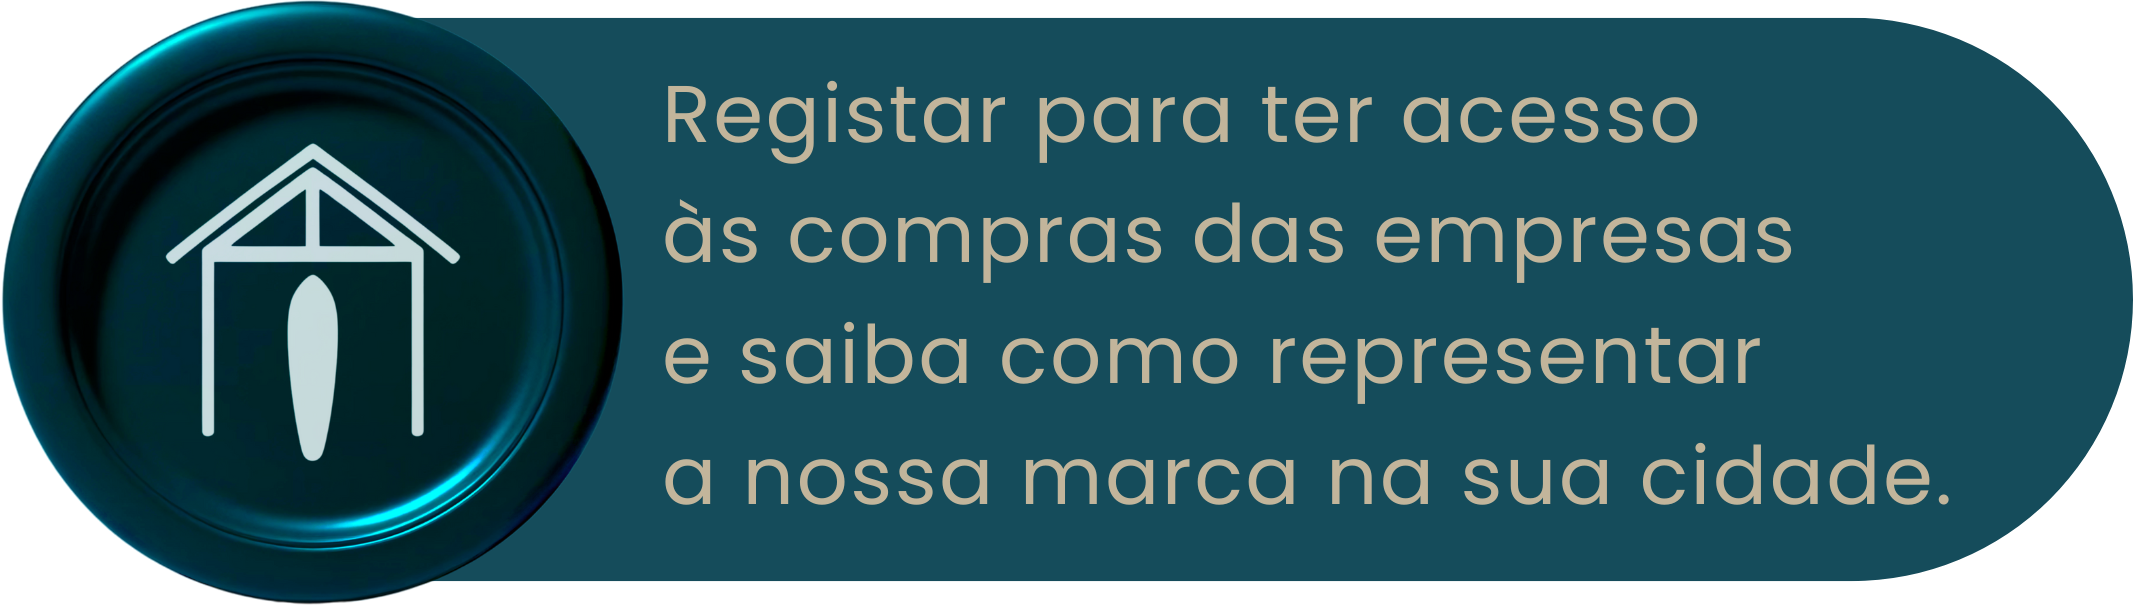 Registar para ter acesso
às compras das empresas
e saiba como representar
a nossa marca na sua cidade.